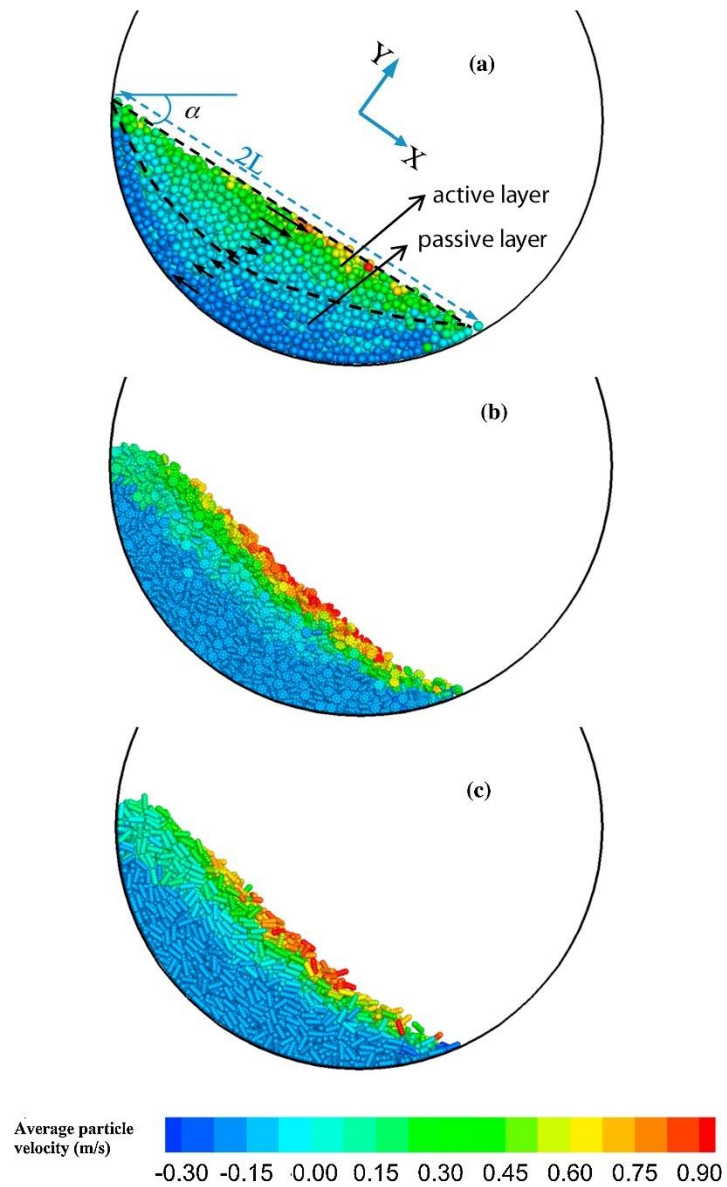 (a)
Y
X
α
2L
active layer
passive layer
(b)
(c)
Average particle
velocity (m/s)
-0.30 -0.15 0.00 0.15 0.30 0.45 0.60 0.75 0.90